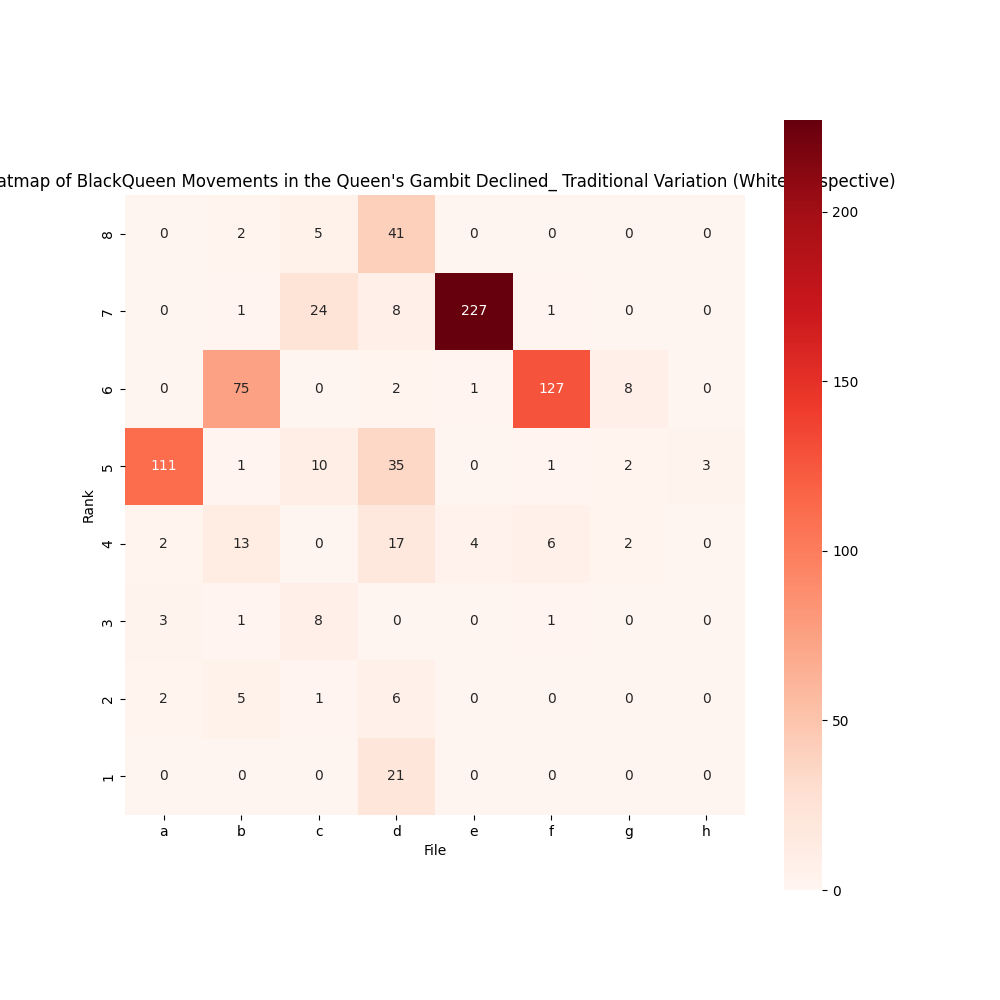 atmap of BlackQueen Movements in the Queen's Gambit Declined_ Traditional Variation (White spective)
8 0 2 5 41 0 0 0 0
7 0 1 24 8 227 1 0 0
6 0 75 0 2 1 127 8 0
5 111 1 10 35 0 1 2 3
4 2 13 0 17 4 6 2 0
3 3 1 8 0 0 1 0 0
2 2 5 1 6 0 0 0 0
1 0 0 0 21 0 0 0 0
a b c d e f g h
File
Rank
200
150
100
50
0